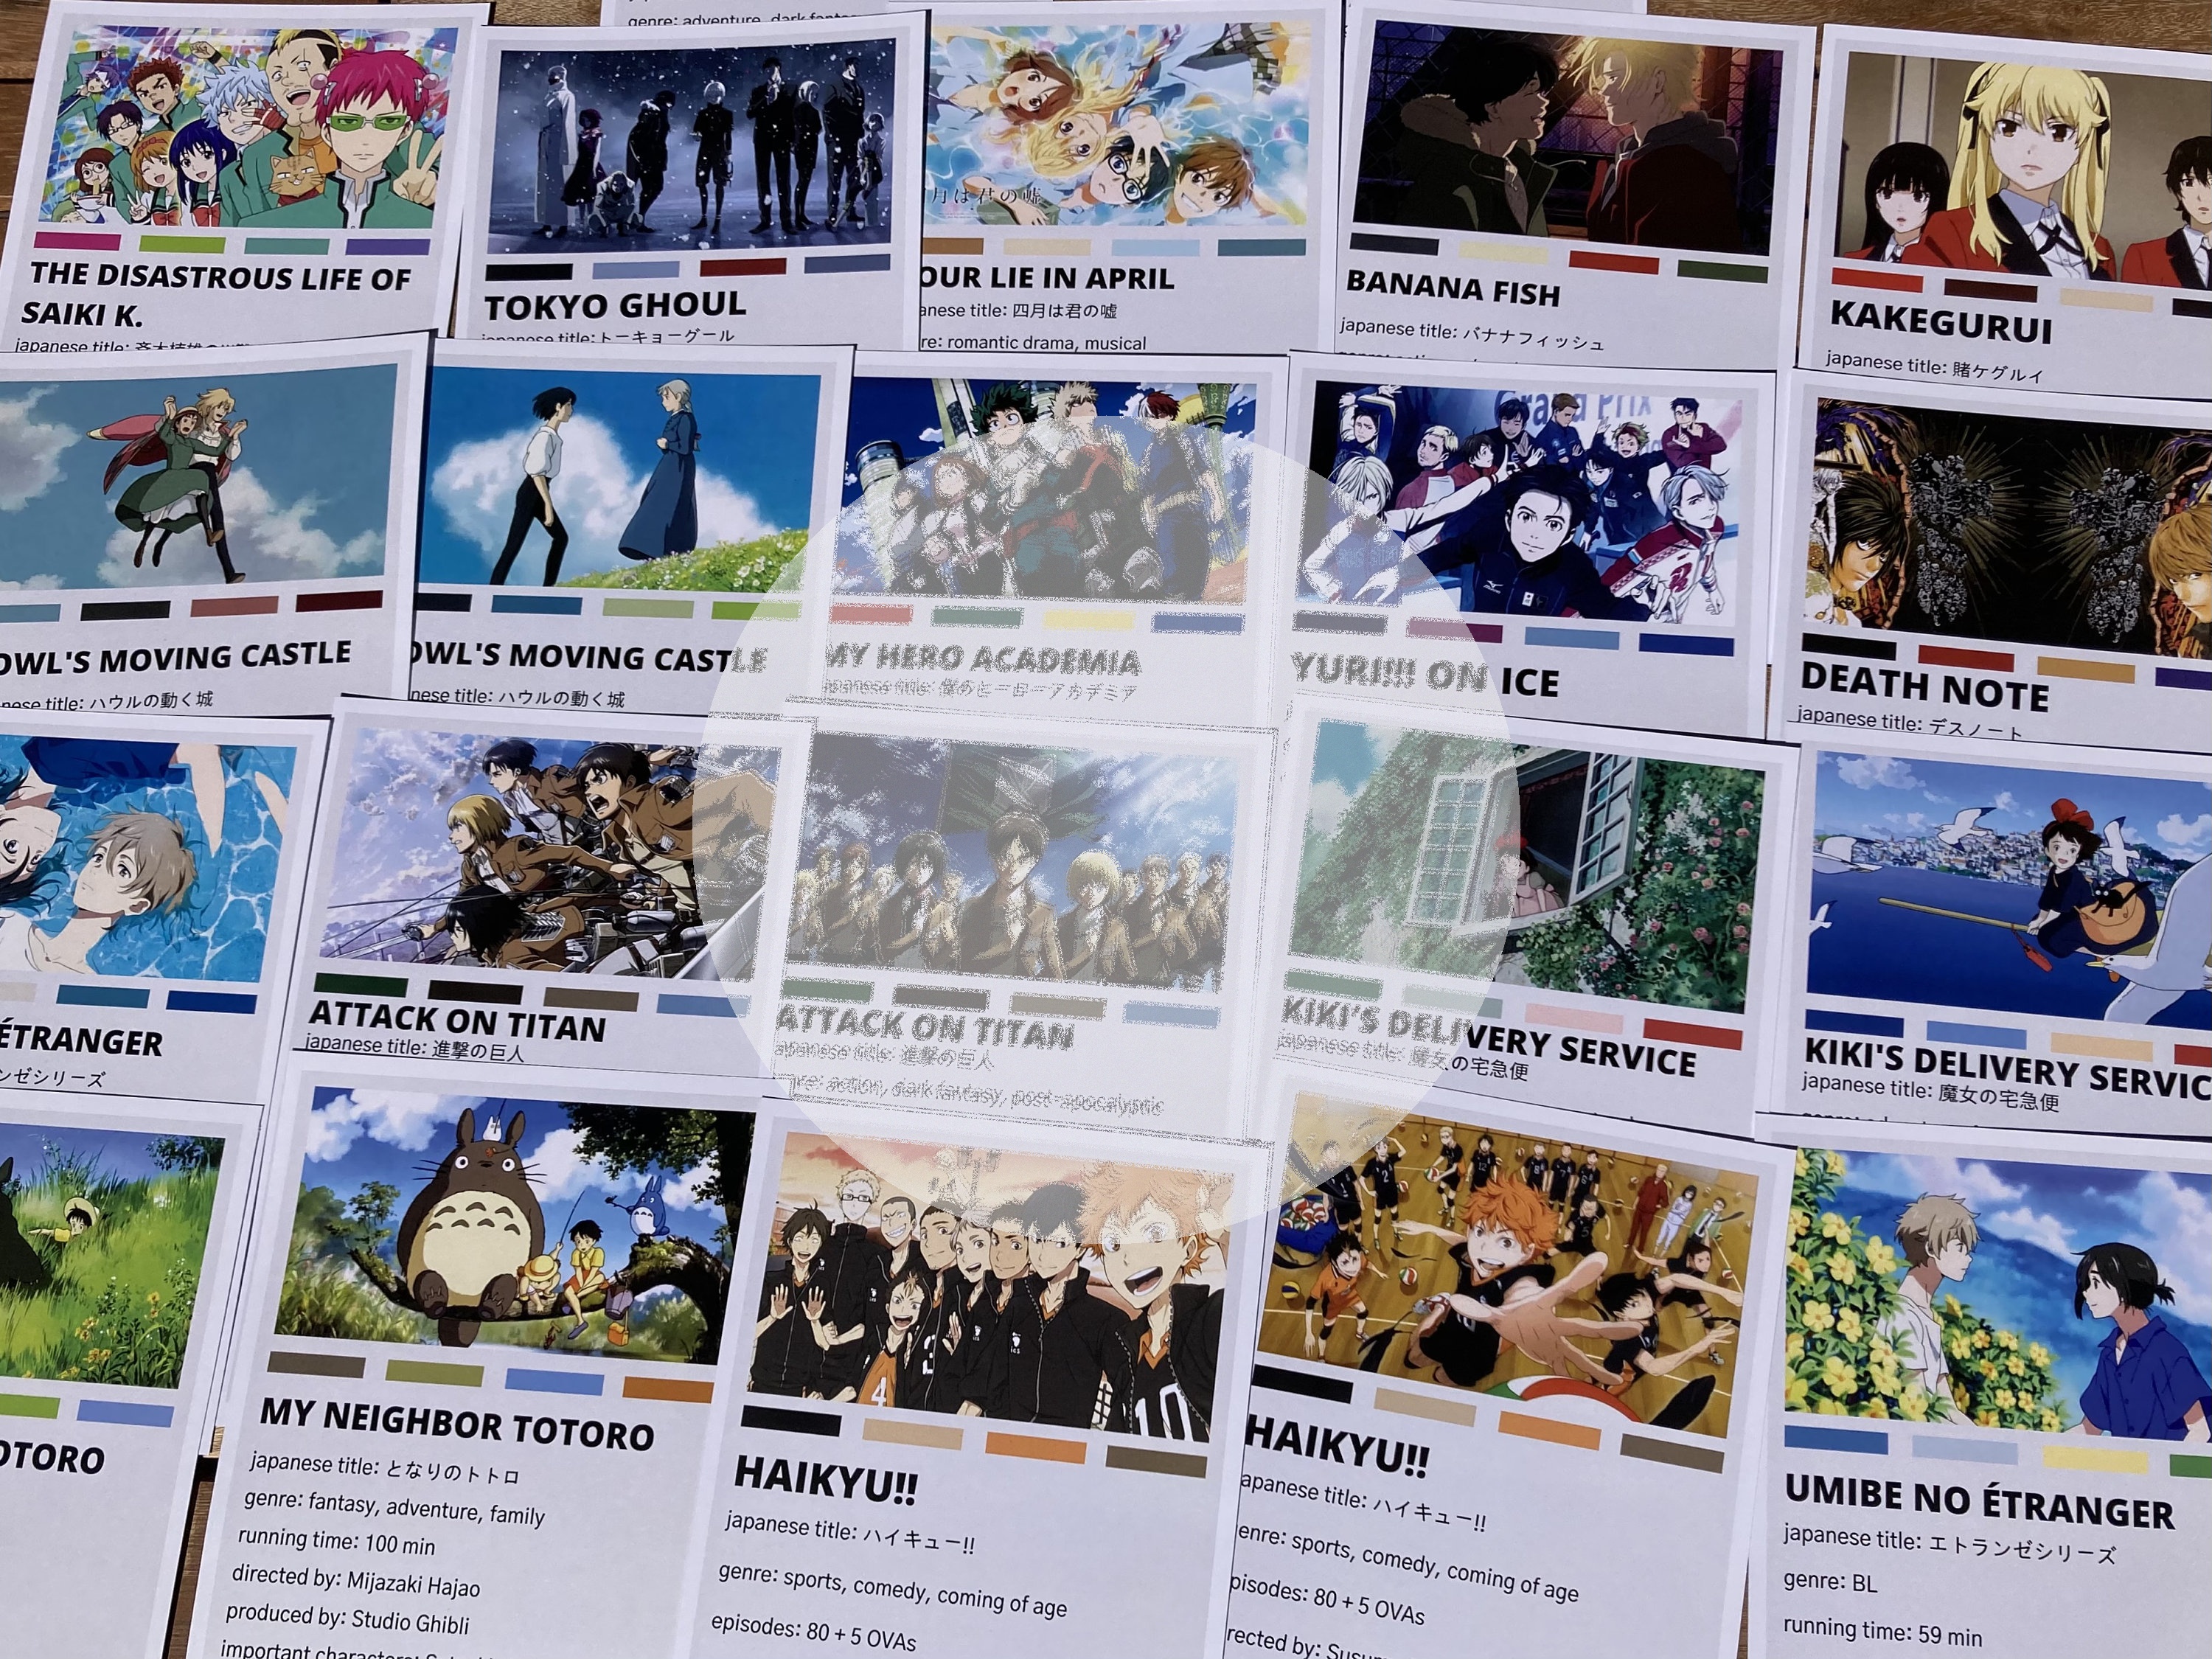 genre: adventure, dark fantasy
THE DISASTROUS LIFE OF
SAIKI K.
japanese title:
TOKYO GHOUL
japanese title:トーキョーグール
月は君の嘘
OUR LIE IN APRIL
anese title: 四月は君の嘘
re: romantic drama, musical
BANANA FISH
japanese title: バナナフィッシュ
KAKEGURUI
japanese title: 賭ケグルイ
OWL'S MOVING CASTLE
nese title: ハウルの動く城
OWL'S MOVING CASTLE
nese title: ハウルの動く城
MY HERO ACADEMIA
japanese title: 僕のヒーローアカデミア
Grand Prix
YURI!!! ON ICE
DEATH NOTE
japanese title: デスノート
ÉTRANGER
ンゼシリーズ
ATTACK ON TITAN
japanese title: 進撃の巨人
ATTACK ON TITAN
apanese title: 進撃の巨人
nre: action, dark fantasy, post-apocalyptic
KIKI'S DELIVERY SERVICE
japanese title: 魔女の宅急便
KIKI'S DELIVERY SERVIC
japanese title: 魔女の宅急便
OTORO
MY NEIGHBOR TOTORO
japanese title: となりのトトロ
genre: fantasy, adventure, family
running time: 100 min
directed by: Mijazaki Hajao
produced by: Studio Ghibli
important characters:
4
10
HAIKYU!!
japanese title: ハイキュー!!
genre: sports, comedy, coming of age
episodes: 80 + 5 OVAs
HAIKYU!!
apanese title: ハイキュー!!
enre: sports, comedy, coming of age
pisodes: 80 + 5 OVAs
rected by:
UMIBE NO ÉTRANGER
japanese title: エトランゼシリーズ
genre: BL
running time: 59 min